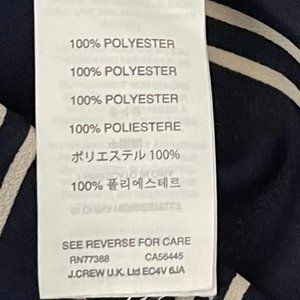 100% POLYESTER
100% POLYESTER
100% POLYESTER
100% POLIESTERE
ポリエステル 100%
100% 폴리에스테르
SEE REVERSE FOR CARE
RN77388 CA56445
J.CREW U.K. Ltd EC4V 6JA